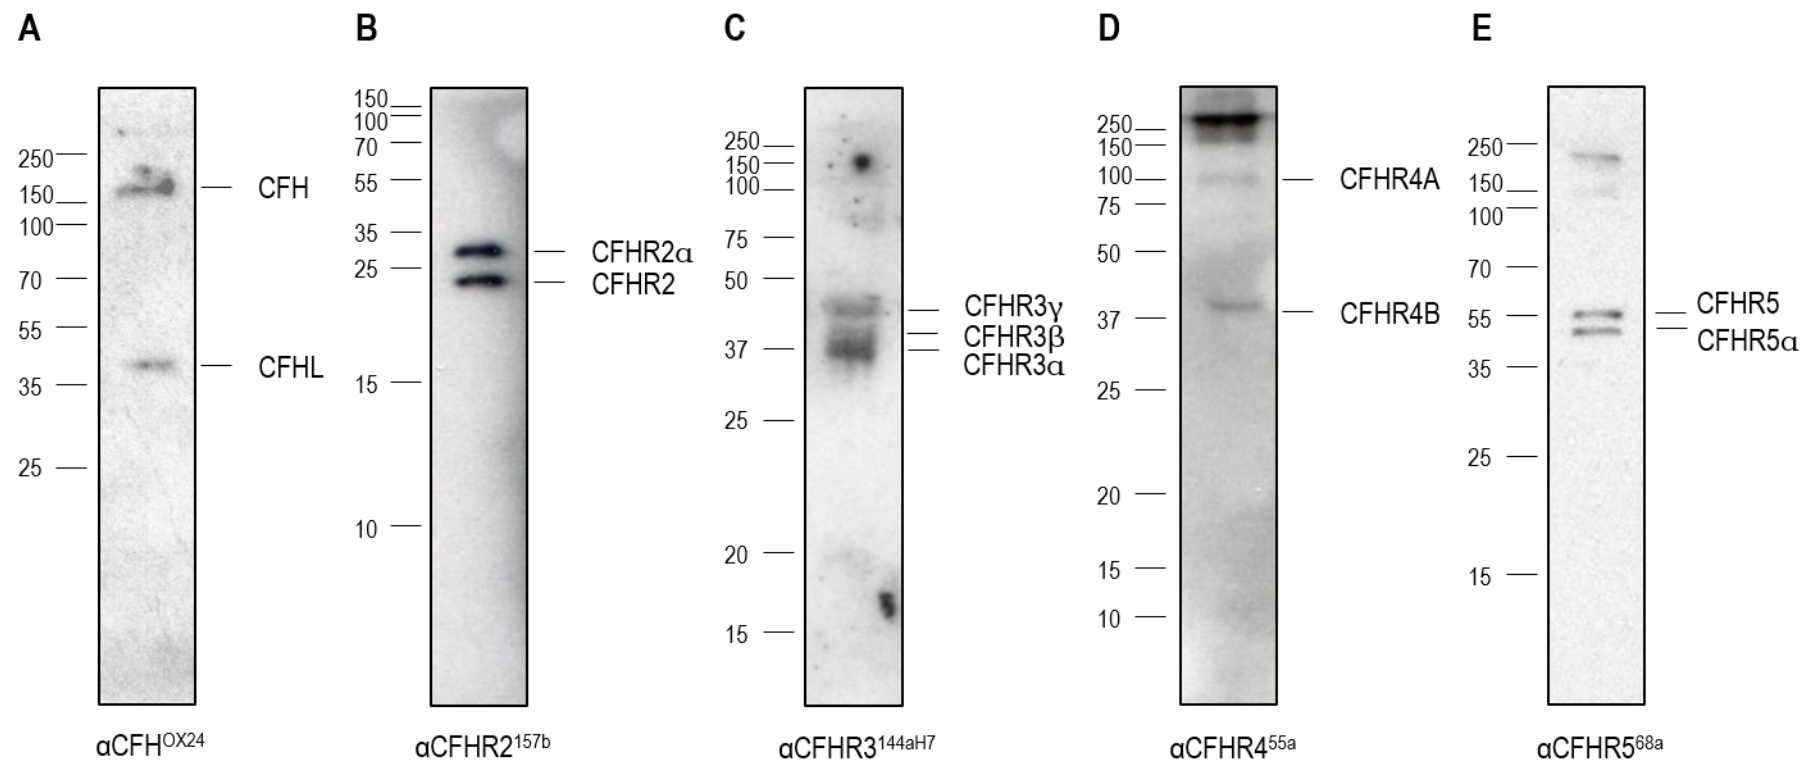 A
250
150
100
70
55
35
25
CFH
CFHL
αCFHOX24
B
150
100
70
55
35
25
15
10
CFHR2α
CFHR2
αCFHR2157b
C
250
150
100
75
50
37
25
20
15
CFHR3γ
CFHR3β
CFHR3α
αCFHR3144aH7
D
250
150
100
75
50
37
25
20
15
10
CFHR4A
CFHR4B
αCFHR455a
E
250
150
100
70
55
35
25
15
CFHR5
CFHR5α
αCFHR568a